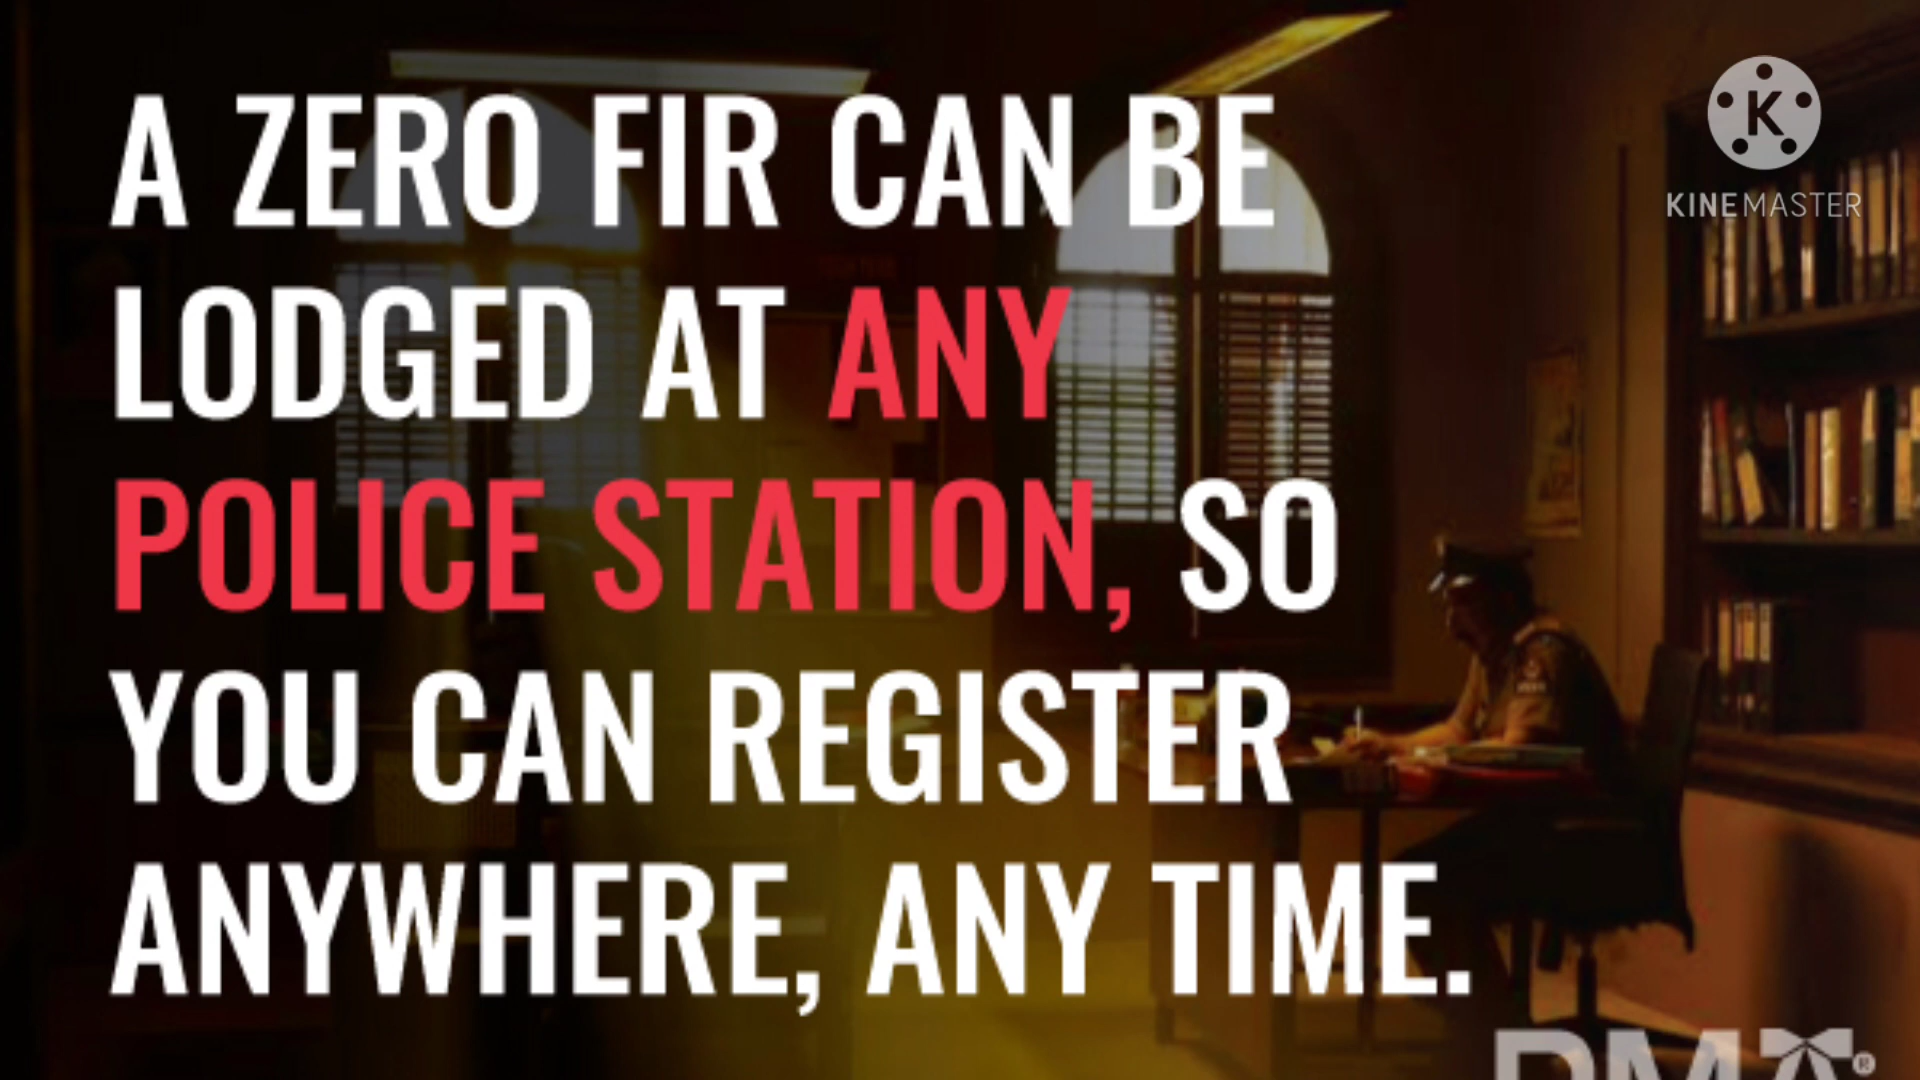 A ZERO FIR CAN BE
LODGED AT ANY
POLICE STATION, SO
YOU CAN REGISTER
ANYWHERE, ANY TIME.
K
KINEMASTER